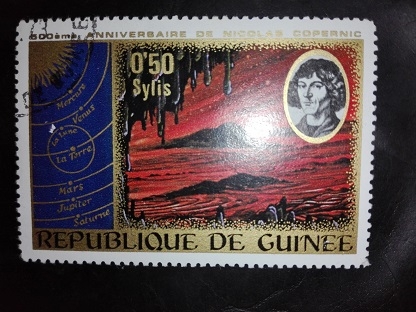 500ème ANNIVERSAIRE DE NICOLAS COPERNIC
0'50
Sylis
Mercure
Venus
La Lune
La Terre
Mars
Jupiter
Saturne
REPUBLIQUE DE GUINEE